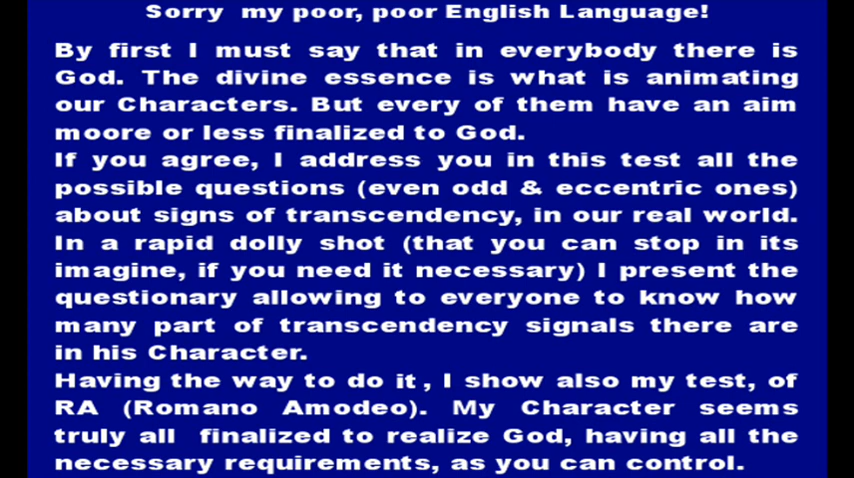 Sorry my poor, poor English Language!
By first I must say that in everybody there is
God. The divine essence is what is animating
our Characters. But every of them have an aim
moore or less finalized to God.
If you agree, I address you in this test all the
possible questions (even odd & eccentric ones)
about signs of transcendency, in our real world.
In a rapid dolly shot (that you can stop in its
imagine, if you need it necessary) I present the
questionary allowing to everyone to know how
many part of transcendency signals there are
in his Character.
Having the way to do it , I show also my test, of
RA (Romano Amodeo). My Character seems
truly all finalized to realize God, having all the
necessary requirements, as you can control.